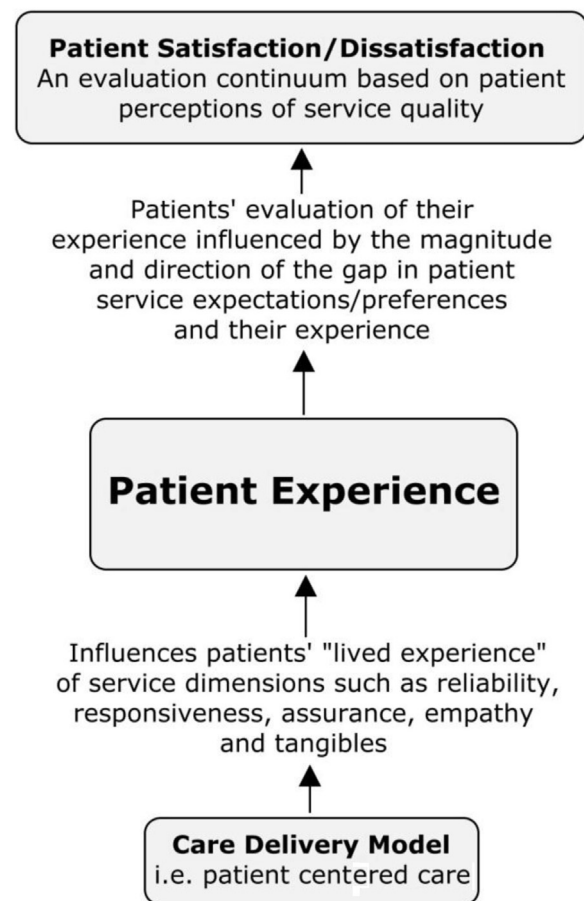 Patient Satisfaction/Dissatisfaction
An evaluation continuum based on patient
perceptions of service quality
Patients' evaluation of their
experience influenced by the magnitude
and direction of the gap in patient
service expectations/preferences
and their experience
Patient Experience
Influences patients' "lived experience"
of service dimensions such as reliability,
responsiveness, assurance, empathy
and tangibles
Care Delivery Model
i.e. patient centered care